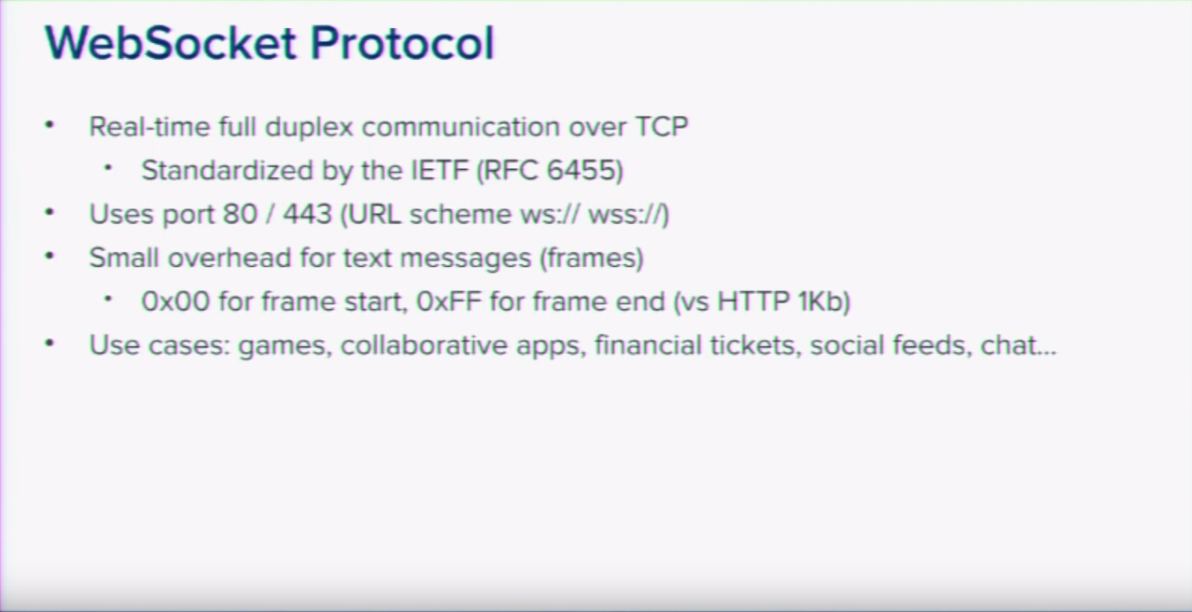 WebSocket Protocol
• Real-time full duplex communication over TCP
• Standardized by the IETF (RFC 6455)
• Uses port 80 / 443 (URL scheme ws:// wss://)
• Small overhead for text messages (frames)
• 0x00 for frame start, 0xFF for frame end (vs HTTP 1Kb)
• Use cases: games, collaborative apps, financial tickets, social feeds, chat...